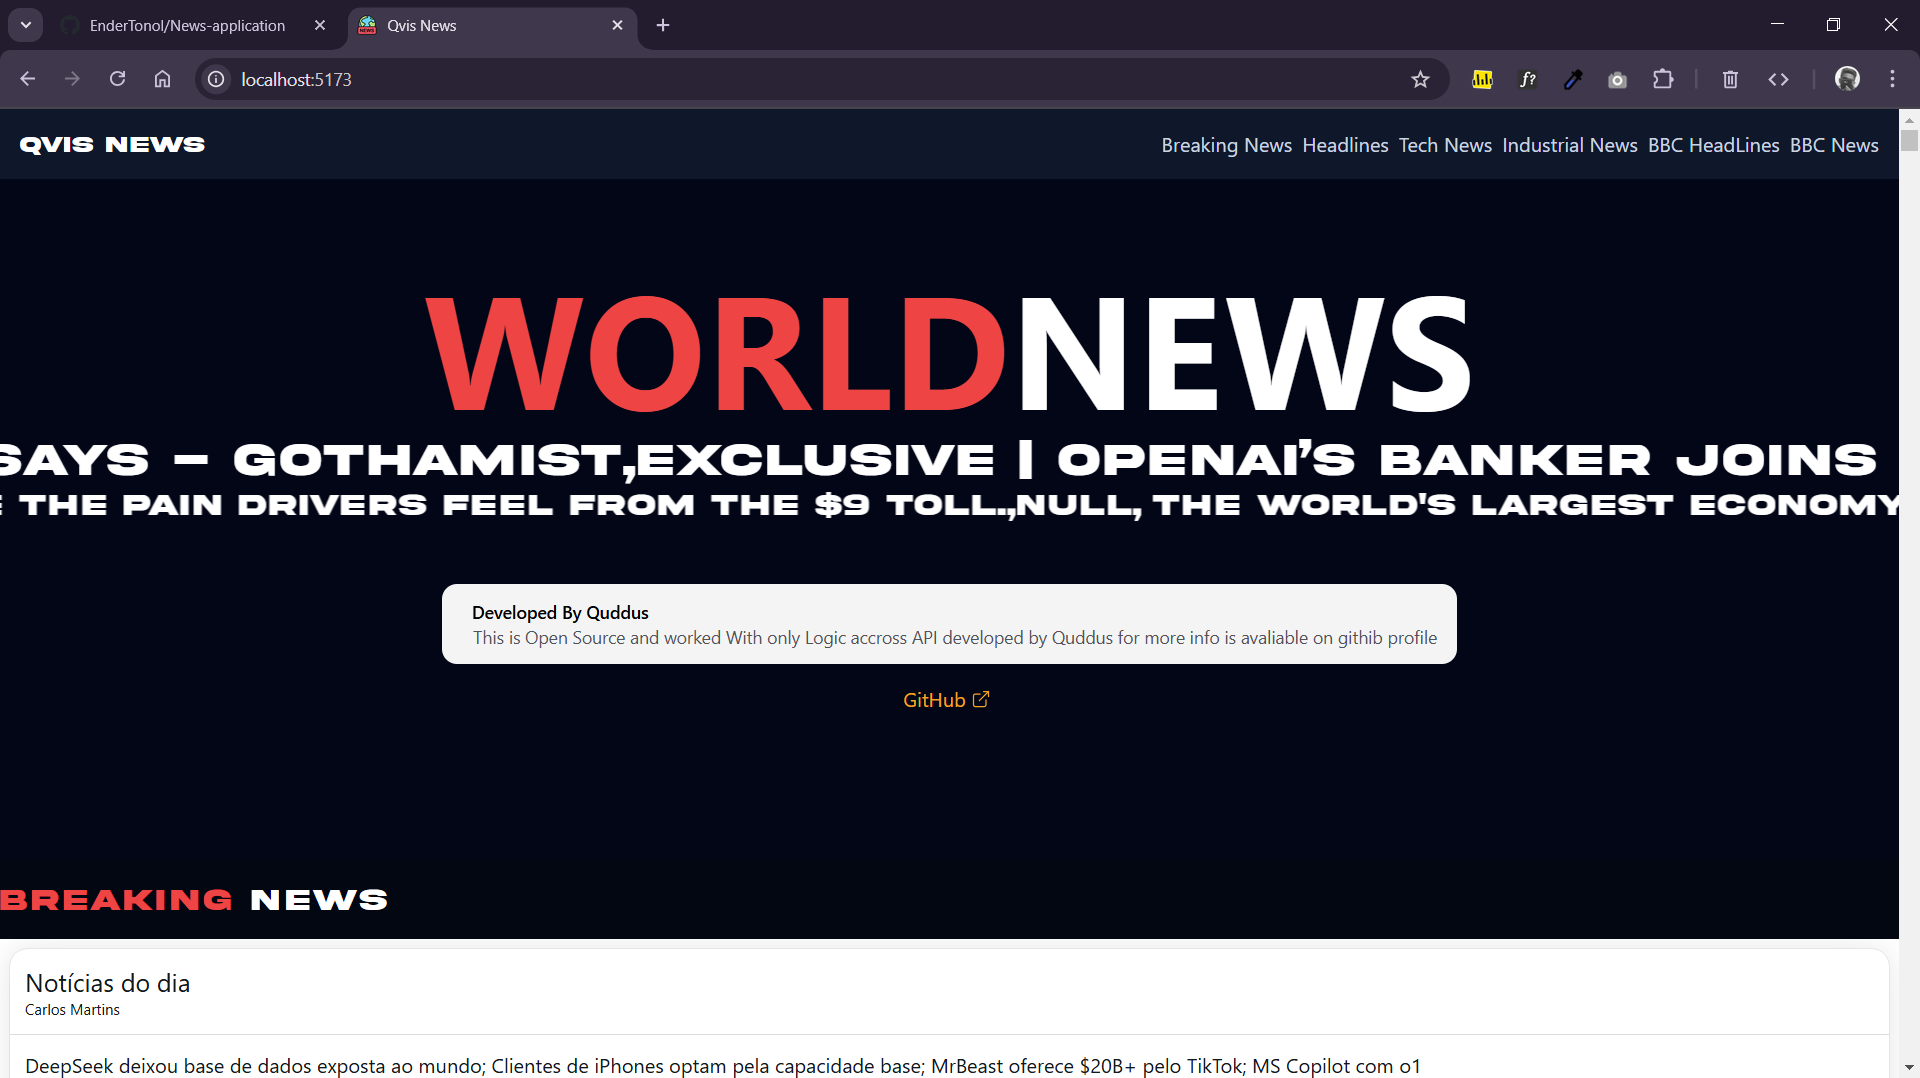 EnderTonol/News-application
Qvis News
localhost:5173
QVIS NEWS
Breaking News Headlines Tech News Industrial News BBC HeadLines BBC News
WORLDNEWS
SAYS – GOTHAMIST,EXCLUSIVE | OPENAI’S BANKER JOINS
E THE PAIN DRIVERS FEEL FROM THE $9 TOLL.,NULL, THE WORLD'S LARGEST ECONOMY
Developed By Quddus
This is Open Source and worked With only Logic accross API developed by Quddus for more info is avaliable on githib profile
GitHub
BREAKING NEWS
Notícias do dia
Carlos Martins
DeepSeek deixou base de dados exposta ao mundo; Clientes de iPhones optam pela capacidade base; MrBeast oferece $20B+ pelo TikTok; MS Copilot com o1